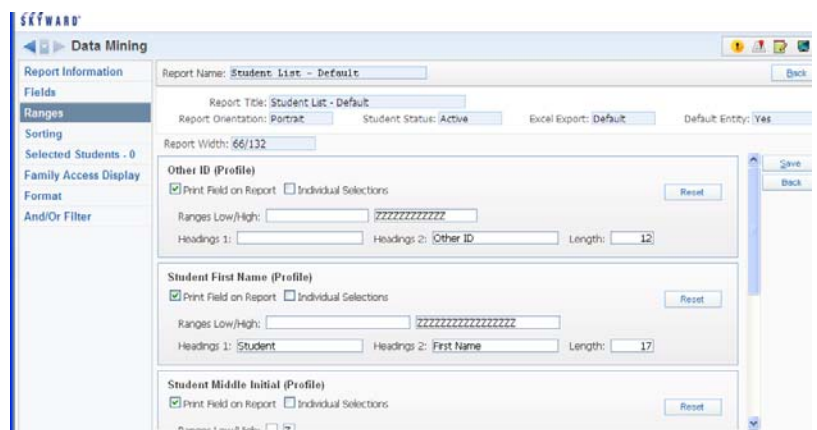 SKYWARD
Data Mining
Report Information
Fields
Ranges
Sorting
Selected Students - 0
Family Access Display
Format
And/Or Filter
Report Name: Student List - Default
Back
Report Title: Student List - Default
Report Orientation: Portrait Student Status: Active Excel Export: Default Default Entity: Yes
Report Width: 66/132
Save
Back
Other ID (Profile)
Print Field on Report Individual Selections Reset
Ranges Low/High: ZZZZZZZZZZZZ
Headings 1: Headings 2: Other ID Length: 12
Student First Name (Profile)
Print Field on Report Individual Selections Reset
Ranges Low/High: ZZZZZZZZZZZZZZZZZ
Headings 1: Student Headings 2: First Name Length: 17
Student Middle Initial (Profile)
Print Field on Report Individual Selections Reset
Ranges Low/High: Z